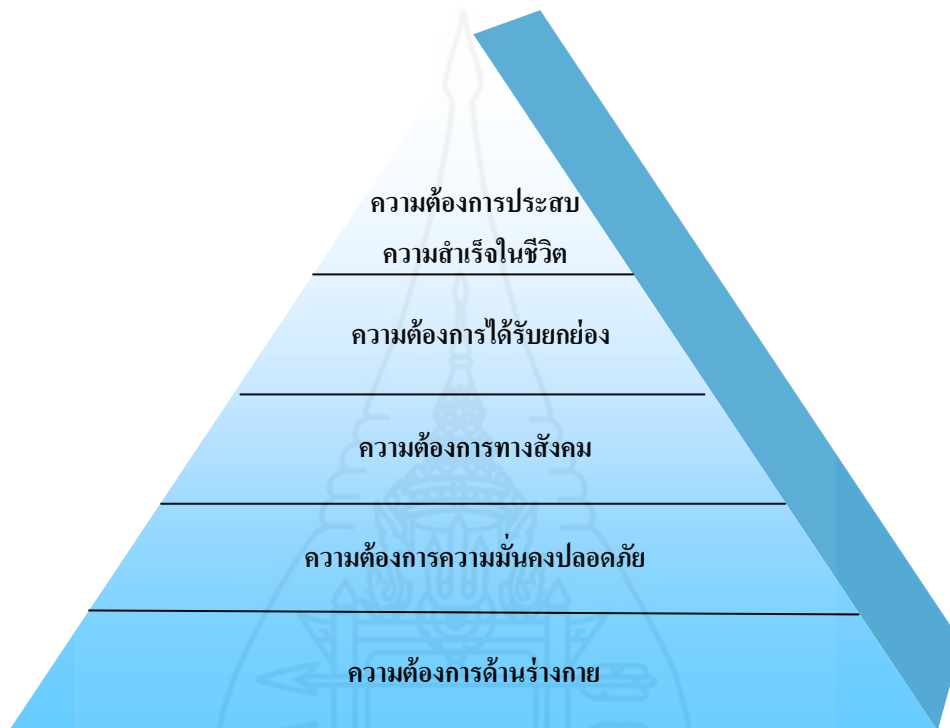 ความต้องการประสบ
ความสำเร็จในชีวิต
ความต้องการได้รับยกย่อง
ความต้องการทางสังคม
ความต้องการความมั่นคงปลอดภัย
ความต้องการด้านร่างกาย